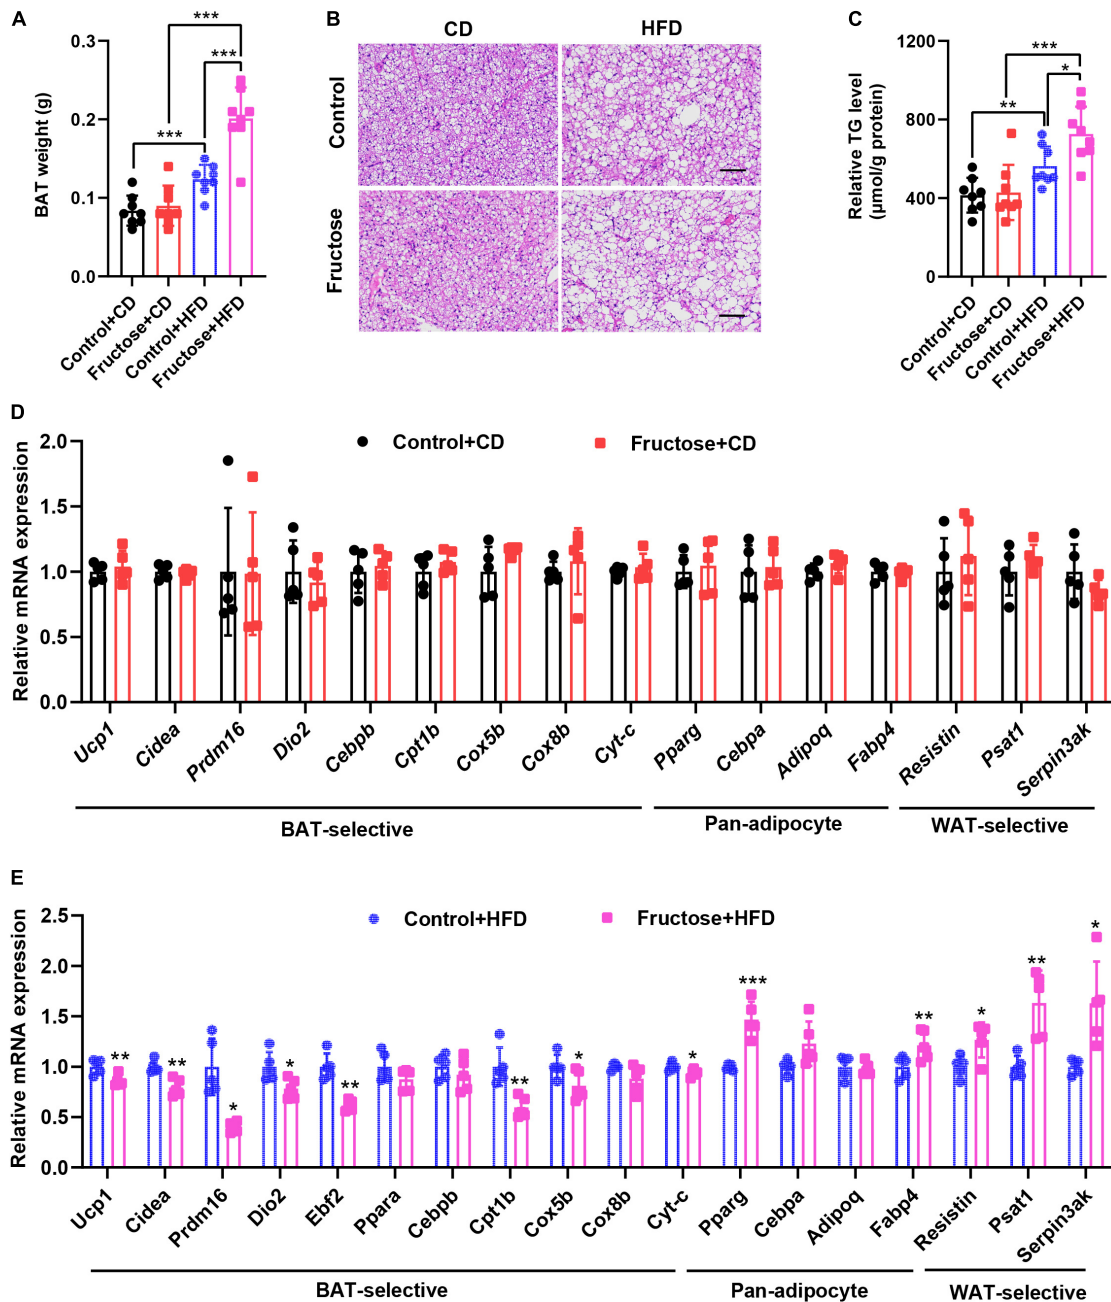 A
BAT weight (g)
0.3
0.2
0.1
0.0
***
***
***
Control+CD
Fructose+CD
Control+HFD
Fructose+HFD
B
CD
HFD
Control
Fructose
C
Relative TG level
(μmol/g protein)
1200
800
400
0
***
*
**
Control+CD
Fructose+CD
Control+HFD
Fructose+HFD
D
Relative mRNA expression
2.0
1.5
1.0
0.5
0.0
Control+CD
Fructose+CD
Ucp1
Cidea
Prdm16
Dio2
Cebpb
Cpt1b
Cox5b
Cox8b
Cyt-c
Pparg
Cebpa
Adipoq
Fabp4
Resistin
Psat1
Serpin3ak
BAT-selective
Pan-adipocyte
WAT-selective
E
Relative mRNA expression
2.5
2.0
1.5
1.0
0.5
0.0
Control+HFD
Fructose+HFD
**
**
*
*
**
**
*
*
***
**
*
**
*
Ucp1
Cidea
Prdm16
Dio2
Ebf2
Ppara
Cebpb
Cpt1b
Cox5b
Cox8b
Cyt-c
Pparg
Cebpa
Adipoq
Fabp4
Resistin
Psat1
Serpin3ak
BAT-selective
Pan-adipocyte
WAT-selective